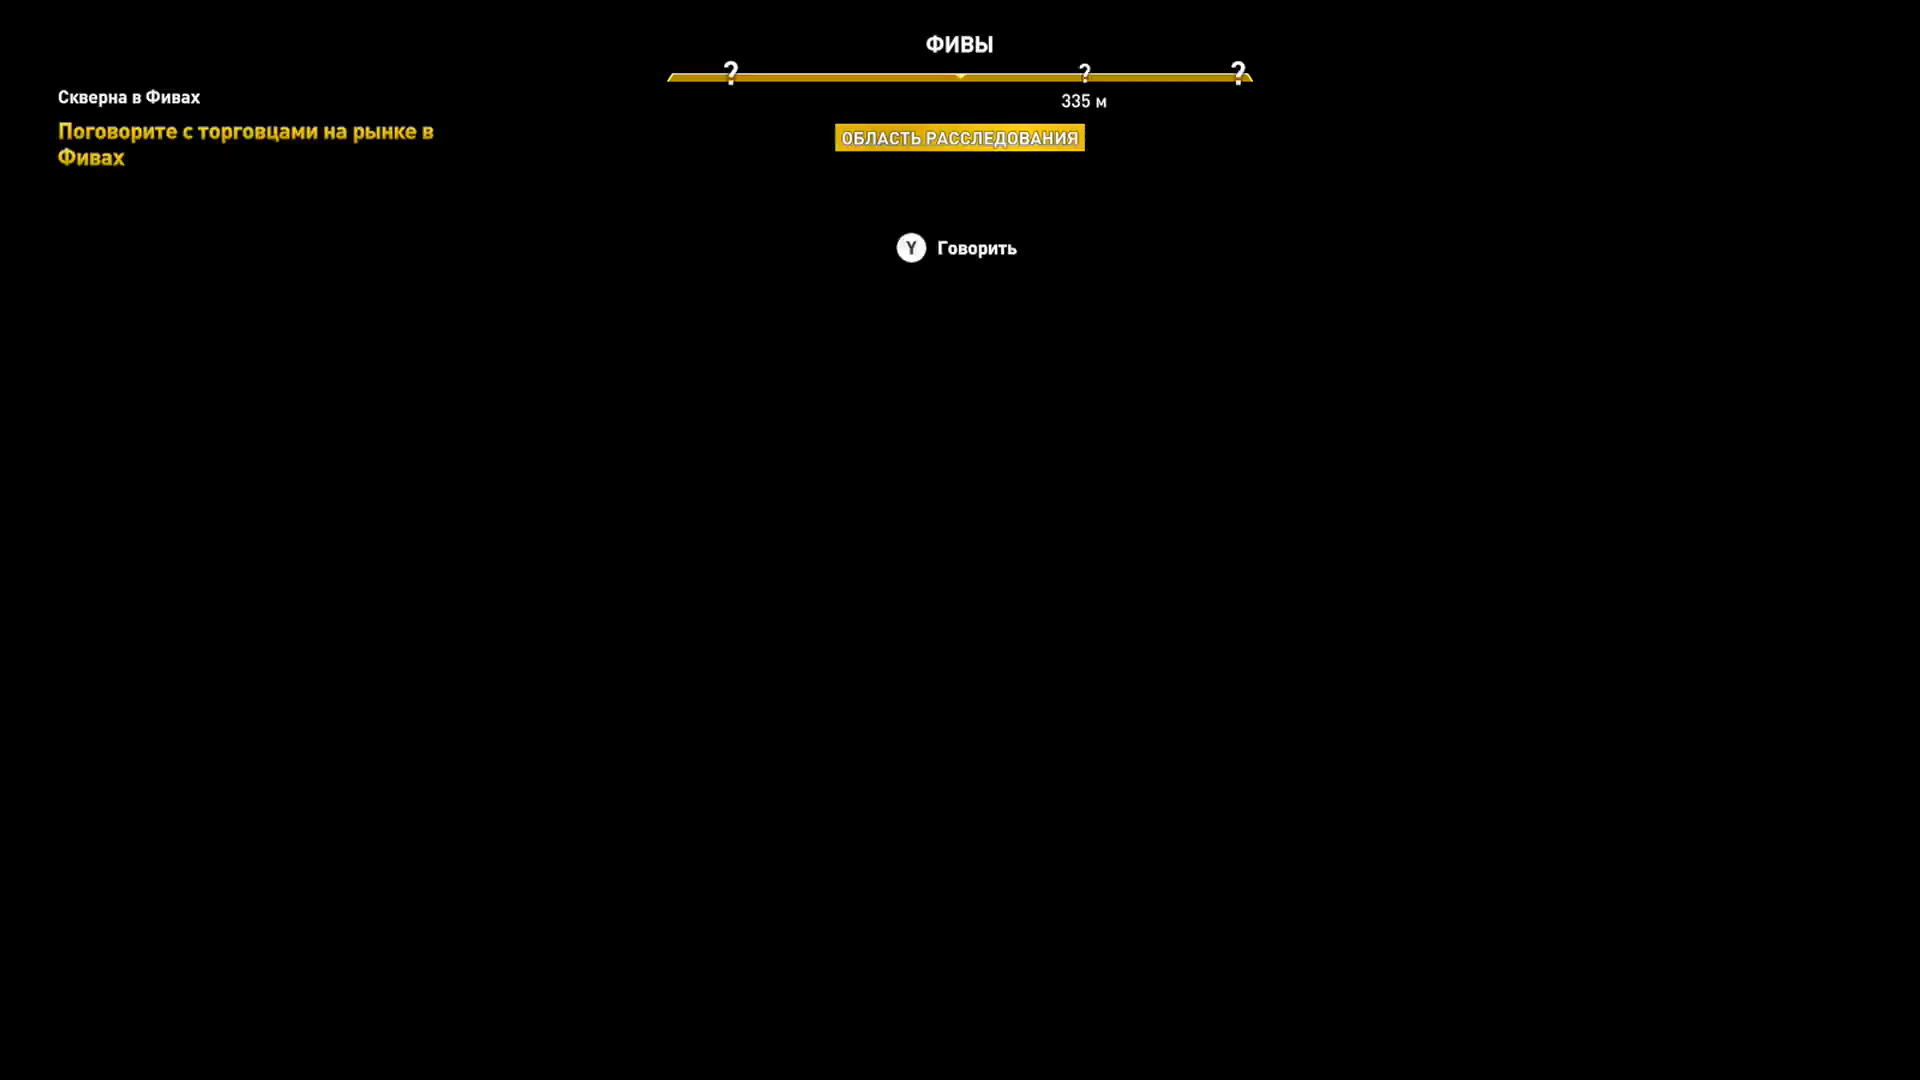 ФИВЫ
? ? ?
335 м
Скверна в Фивах
Поговорите с торговцами на рынке в
Фивах
ОБЛАСТЬ РАССЛЕДОВАНИЯ
Y Говорить